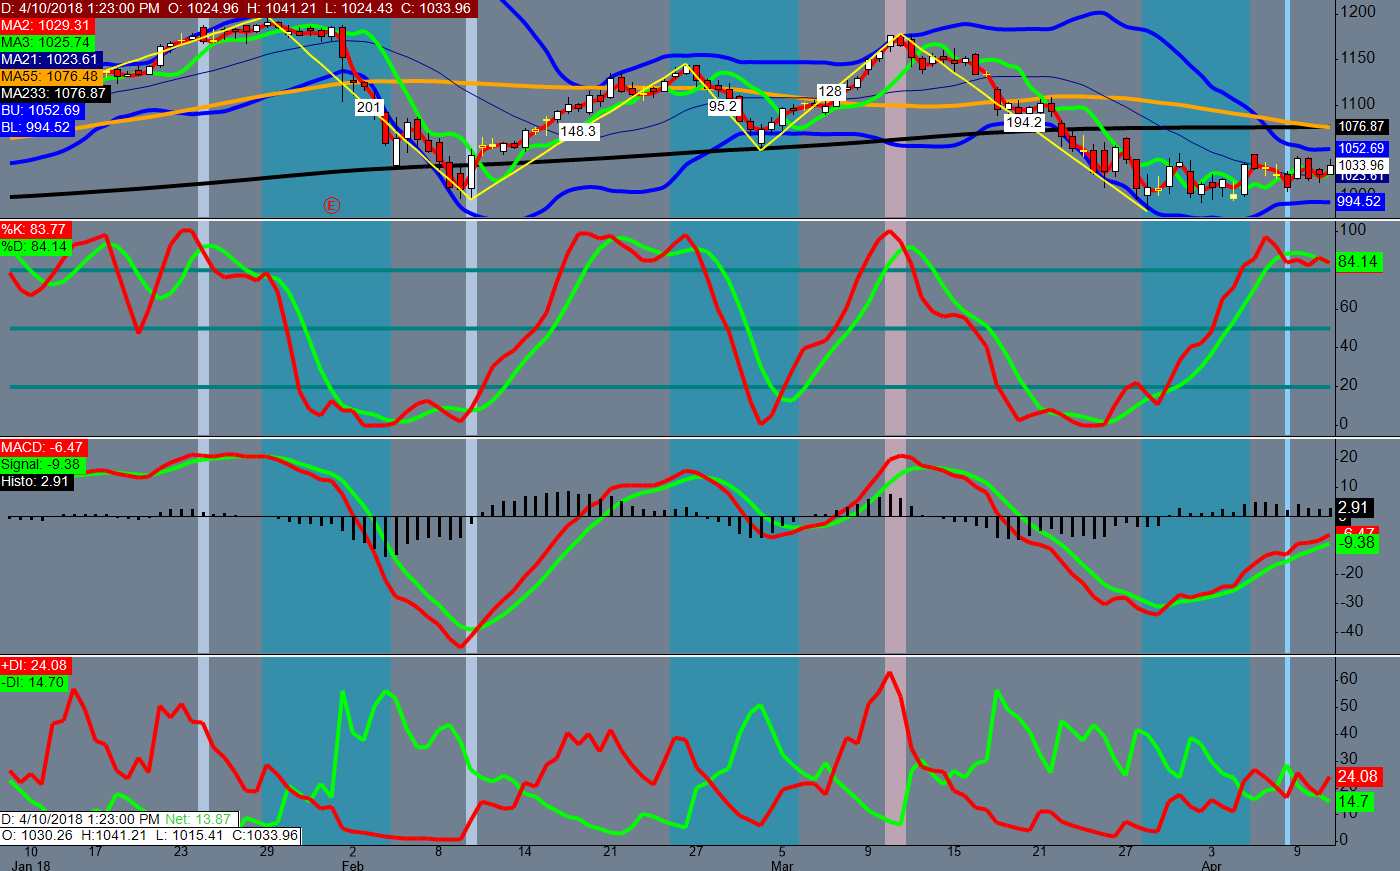 D: 4/10/2018 1:23:00 PM O: 1024.96 H: 1041.21 L: 1024.43 C: 1033.96
MA2: 1029.31
MA3: 1025.74
MA21: 1023.61
MA55: 1076.48
MA233: 1076.87
BU: 1052.69
BL: 994.52
201
148.3
95.2
128
194.2
E
1200
1150
1100
1076.87
1052.69
1033.96
1023.61
1000
994.52
%K: 83.77
%D: 84.14
100
84.14
60
40
20
0
MACD: -6.47
Signal: -9.38
Histo: 2.91
20
10
2.91
-6.47
-9.38
-20
-30
-40
+DI: 24.08
-DI: 14.70
60
50
40
30
24.08
20
14.7
10
0
D: 4/10/2018 1:23:00 PM Net: 13.87
O: 1030.26 H:1041.21 L: 1015.41 C:1033.96
10 17 23 29 2 8 14 21 27 5 9 15 21 27 3 9
Jan 18 Feb Mar Apr